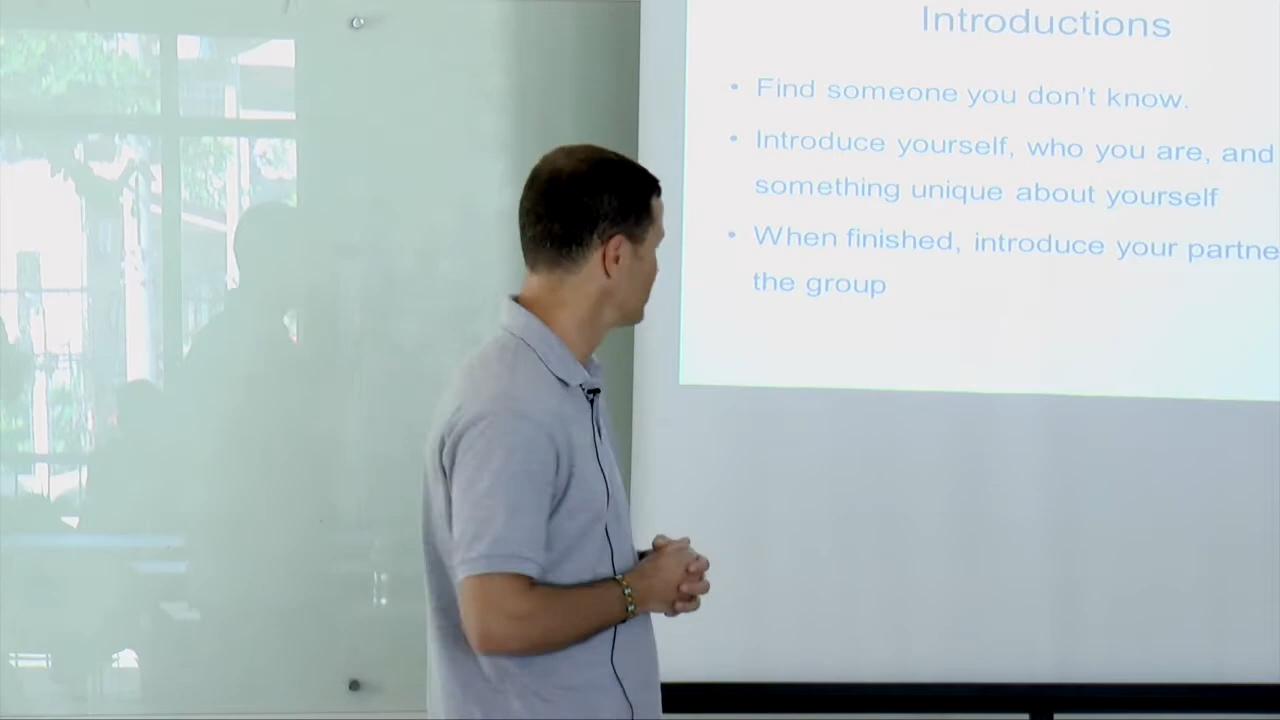 Introductions
• Find someone you don't know.
• Introduce yourself, who you are, and
something unique about yourself
• When finished, introduce your partne
the group